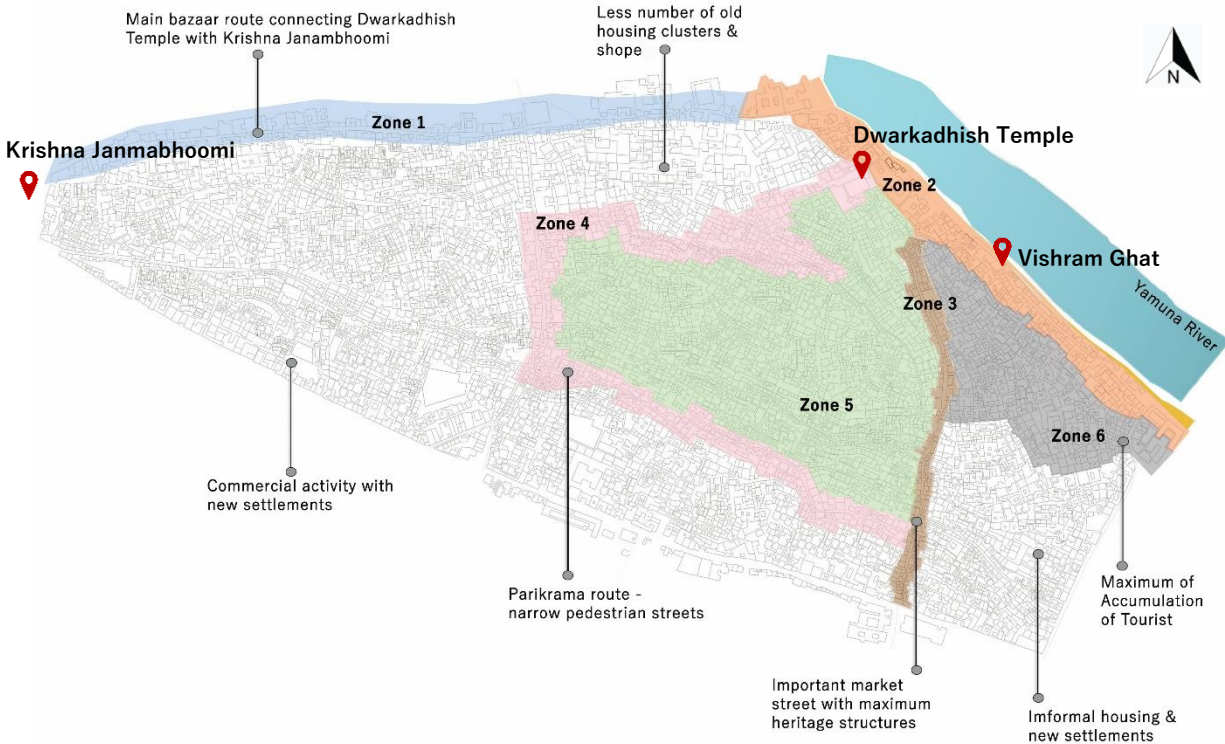 Main bazaar route connecting Dwarkadhish
Temple with Krishna Janambhoomi
Less number of old
housing clusters &
shope
N
Zone 1
Krishna Janmabhoomi
Dwarkadhish Temple
Zone 2
Zone 4
Vishram Ghat
Zone 3
Yamuna River
Zone 5
Zone 6
Commercial activity with
new settlements
Parikrama route -
narrow pedestrian streets
Maximum of
Accumulation
of Tourist
Important market
street with maximum
heritage structures
Imformal housing &
new settlements